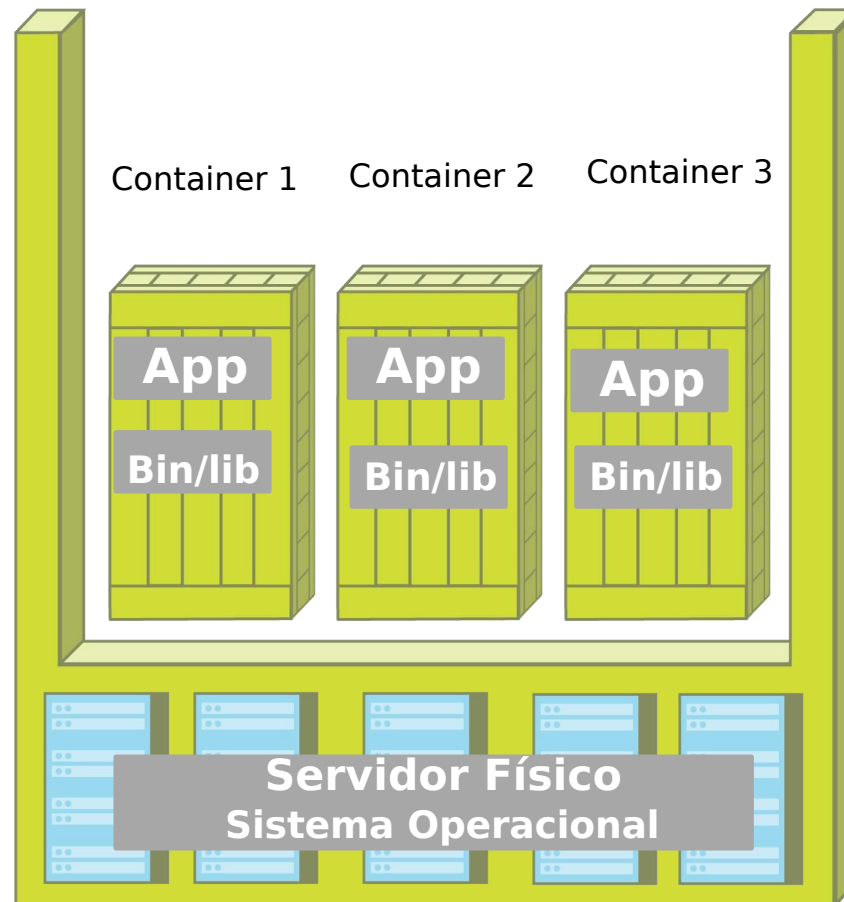 Container 1
Container 2
Container 3
App
App
App
Bin/lib
Bin/lib
Bin/lib
Servidor Físico
Sistema Operacional